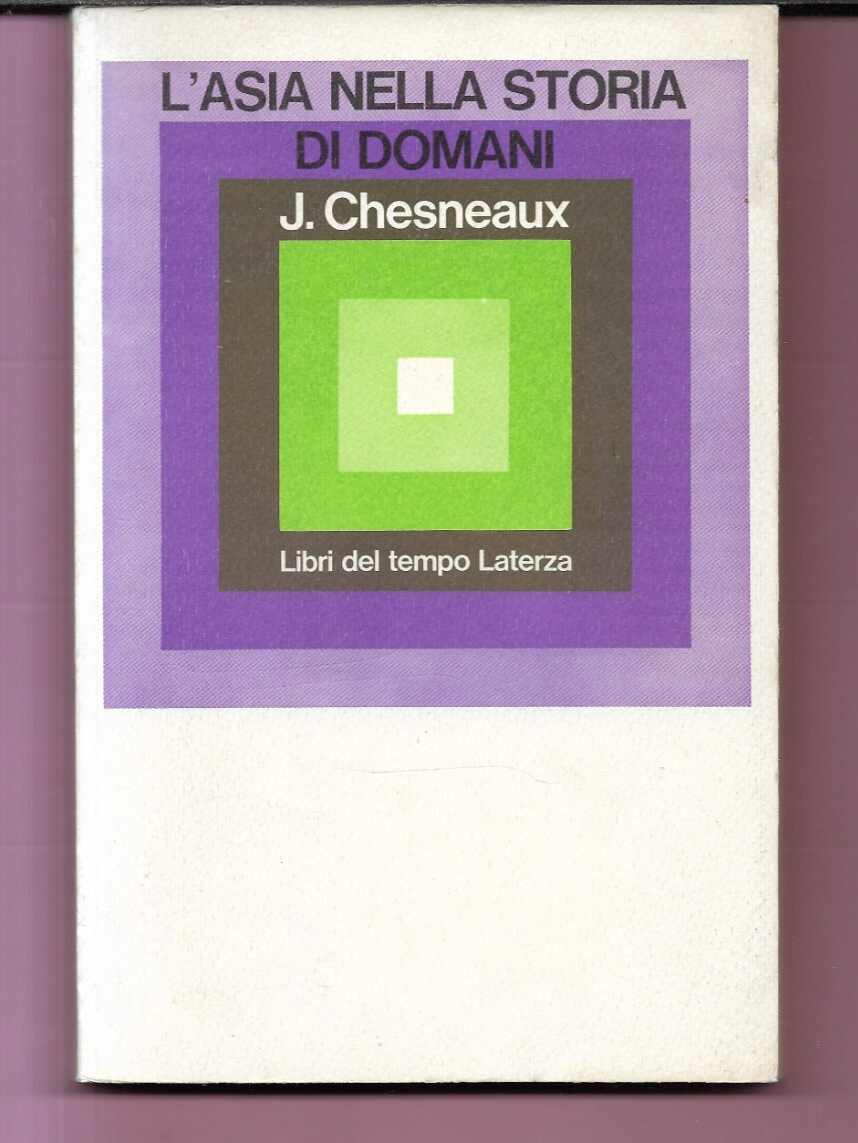 L'ASIA NELLA STORIA
DI DOMANI
J. Chesneaux
Libri del tempo Laterza